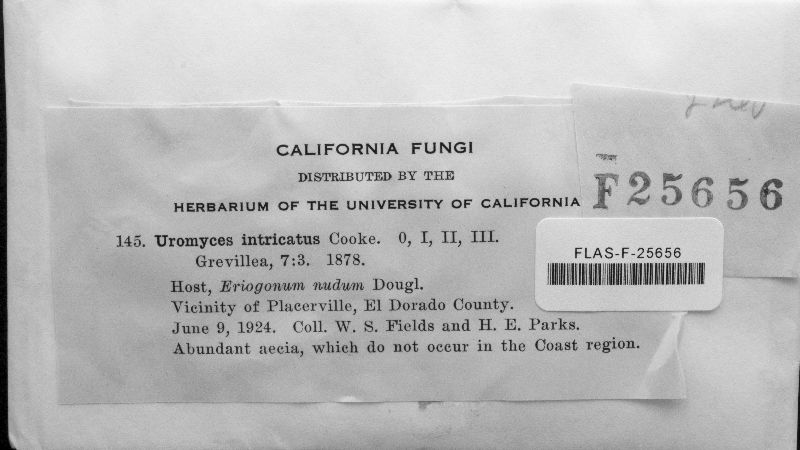 CALIFORNIA FUNGI
DISTRIBUTED BY THE
HERBARIUM OF THE UNIVERSITY OF CALIFORNIA
F25656
FLAS-F-25656
145. Uromyces intricatus Cooke. 0, I, II, III.
Grevillea, 7:3. 1878.
Host, Eriogonum nudum Dougl.
Vicinity of Placerville, El Dorado County.
June 9, 1924. Coll. W. S. Fields and H. E. Parks.
Abundant aecia, which do not occur in the Coast region.